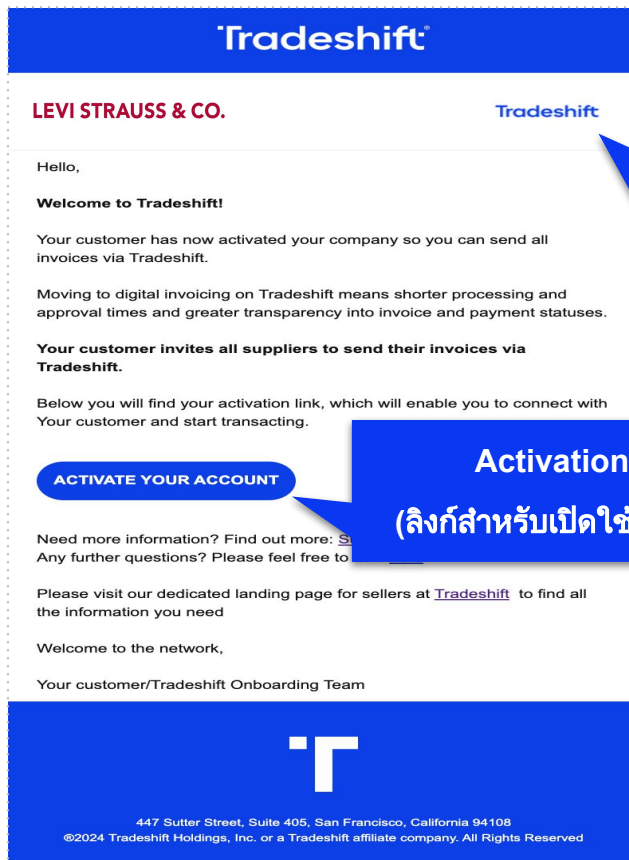 Tradeshift
LEVI STRAUSS & CO.
Tradeshift
Hello,
Welcome to Tradeshift!
Your customer has now activated your company so you can send all
invoices via Tradeshift.
Moving to digital invoicing on Tradeshift means shorter processing and
approval times and greater transparency into invoice and payment statuses.
Your customer invites all suppliers to send their invoices via
Tradeshift.
Below you will find your activation link, which will enable you to connect with
Your customer and start transacting.
Activation
ACTIVATE YOUR ACCOUNT
(ลิงก์สำหรับเปิดใช้
Need more information? Find out more:
Any further questions? Please feel free to
Please visit our dedicated landing page for sellers at Tradeshift to find all
the information you need
Welcome to the network,
Your customer/Tradeshift Onboarding Team
447 Sutter Street, Suite 405, San Francisco, California 94108
®2024 Tradeshift Holdings, Inc. or a Tradeshift affiliate company. All Rights Reserved